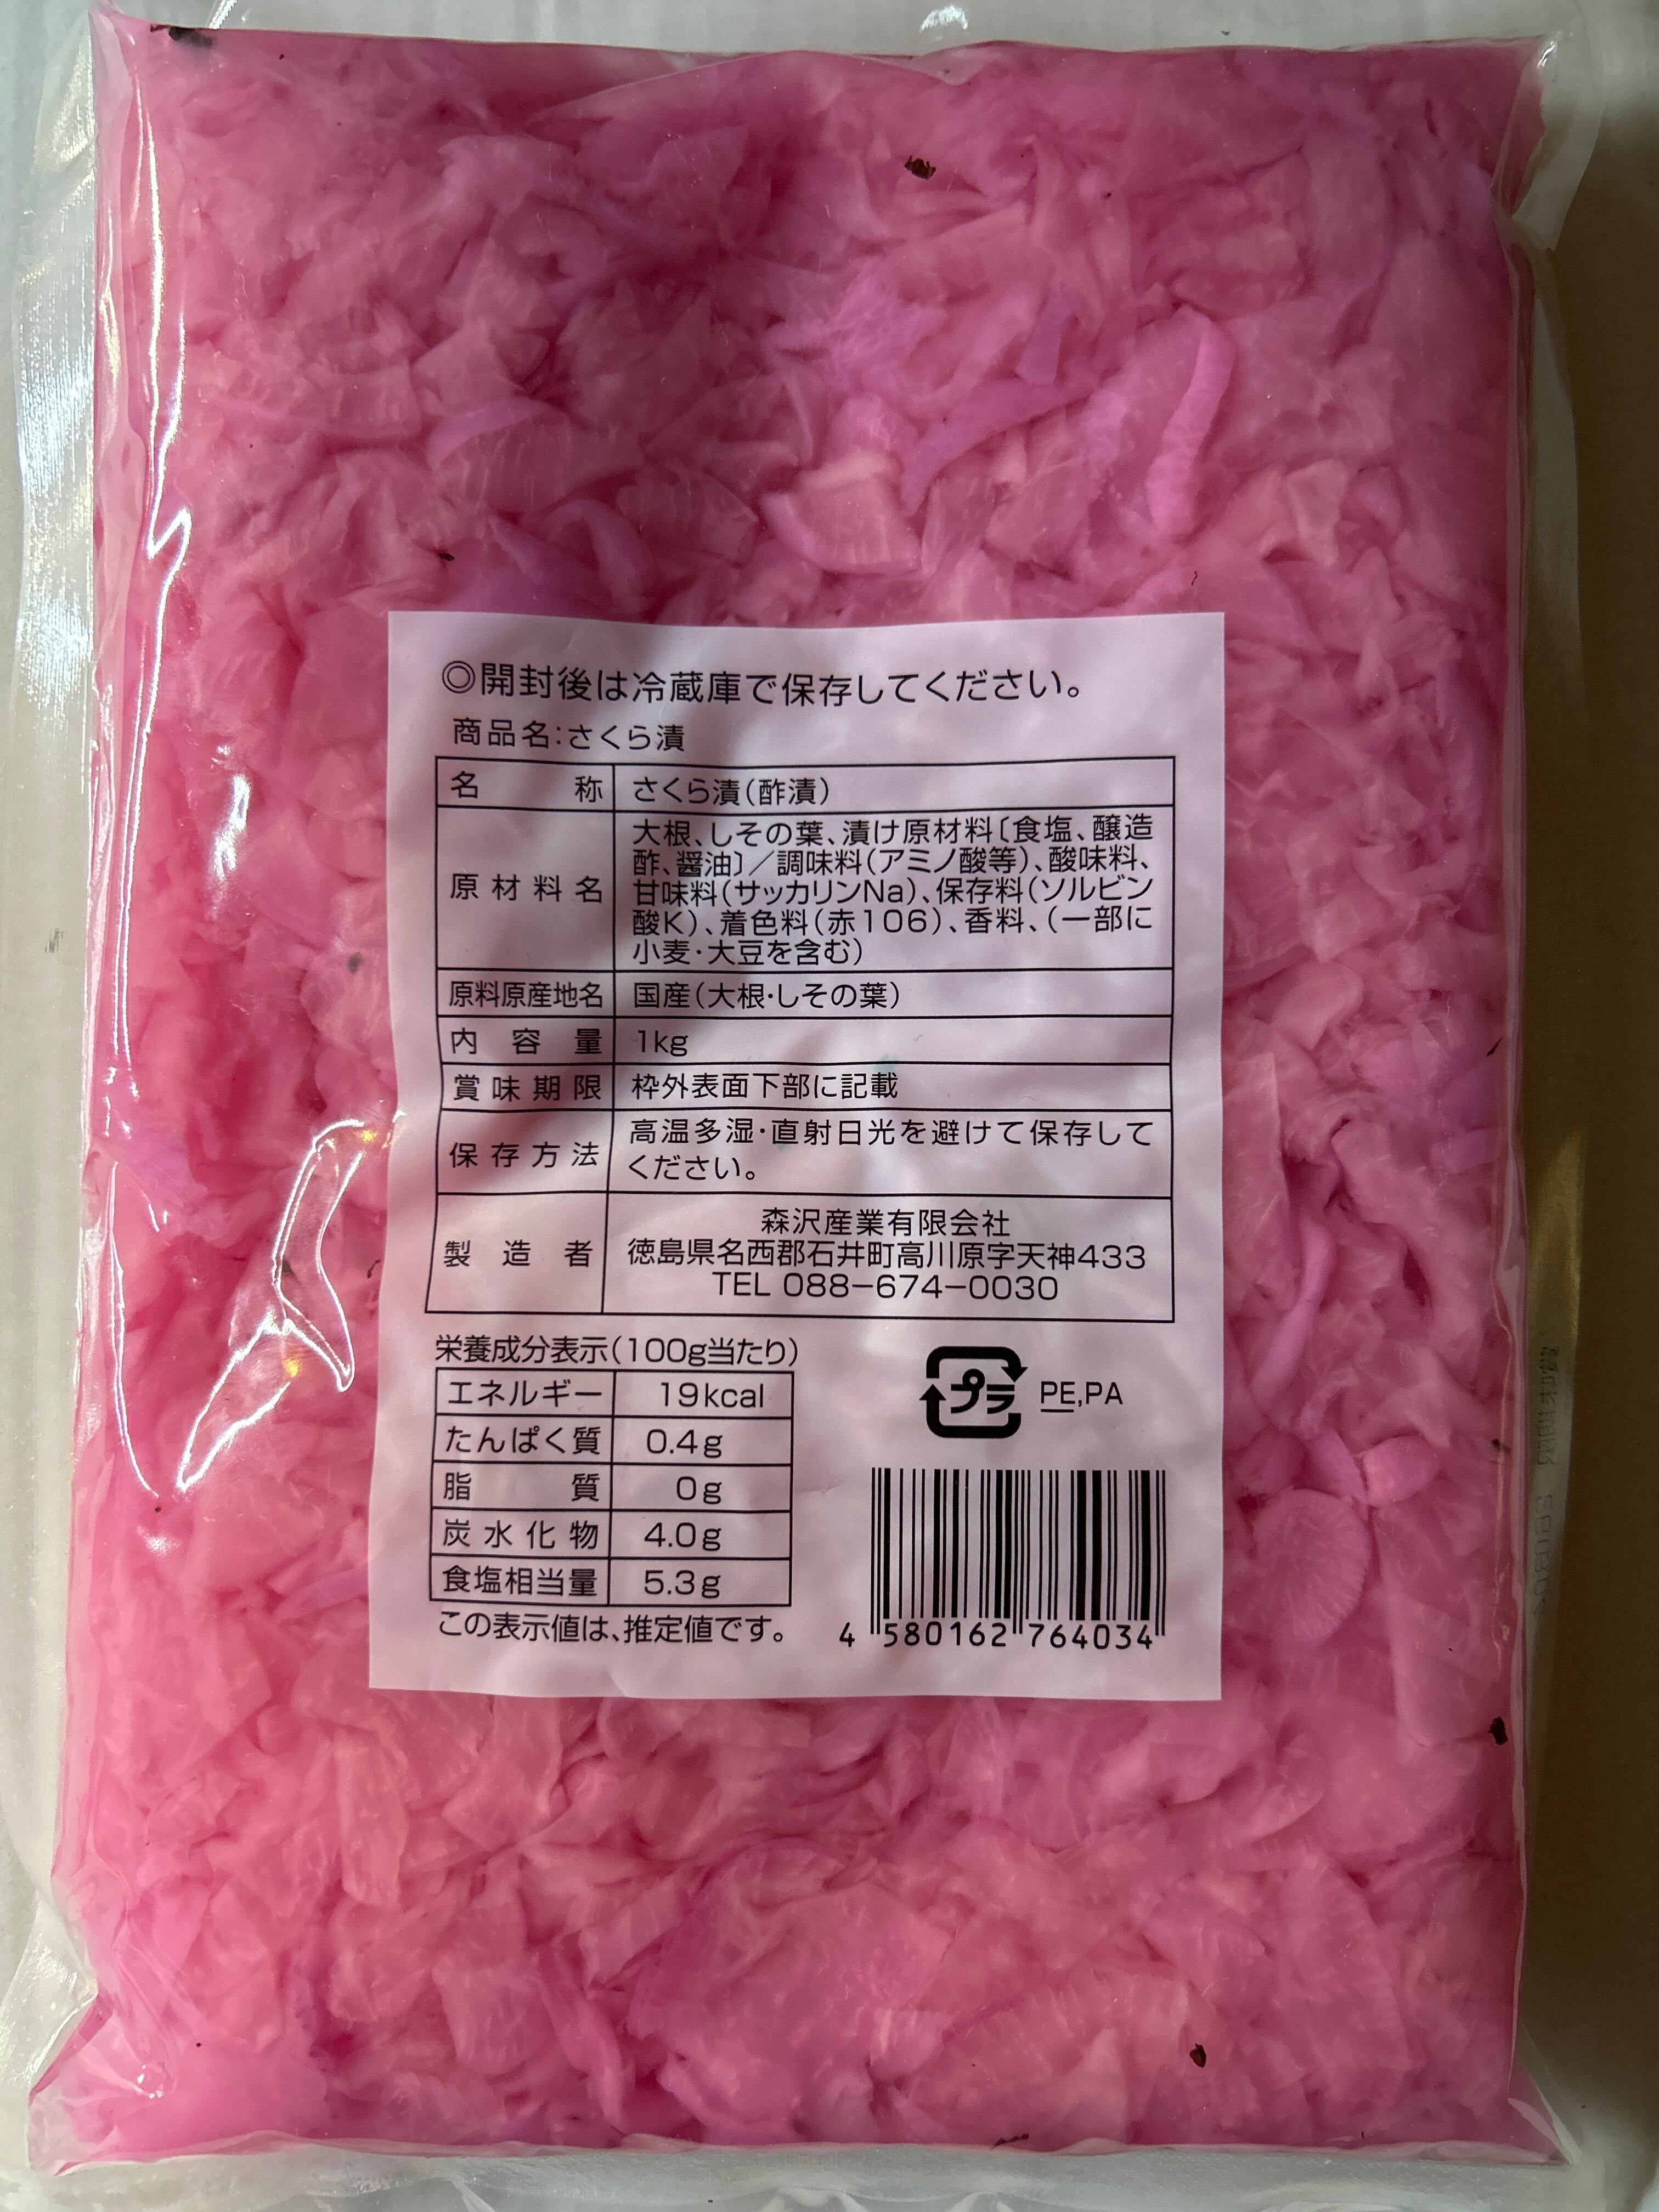 ◎開封後は冷蔵庫で保存してください。
商品名:さくら漬
名称 さくら漬(酢漬)
原材料名 大根、しその葉、漬け原材料〔食塩、醸造
酢、醤油〕/調味料(アミノ酸等)、酸味料、
甘味料(サッカリンNa)、保存料(ソルビン
酸K)、着色料(赤106)、香料、(一部に
小麦・大豆を含む)
原料原産地名 国産(大根・しその葉)
内容量 1kg
賞味期限 枠外表面下部に記載
保存方法 高温多湿・直射日光を避けて保存して
ください。
製造者 森沢産業有限会社
徳島県名西郡石井町高川原字天神433
TEL 088-674-0030
栄養成分表示(100g当たり)
エネルギー 19kcal
たんぱく質 0.4g
脂質 0g
炭水化物 4.0g
食塩相当量 5.3g
この表示値は、推定値です。
プラ PE,PA
4 580162 764034